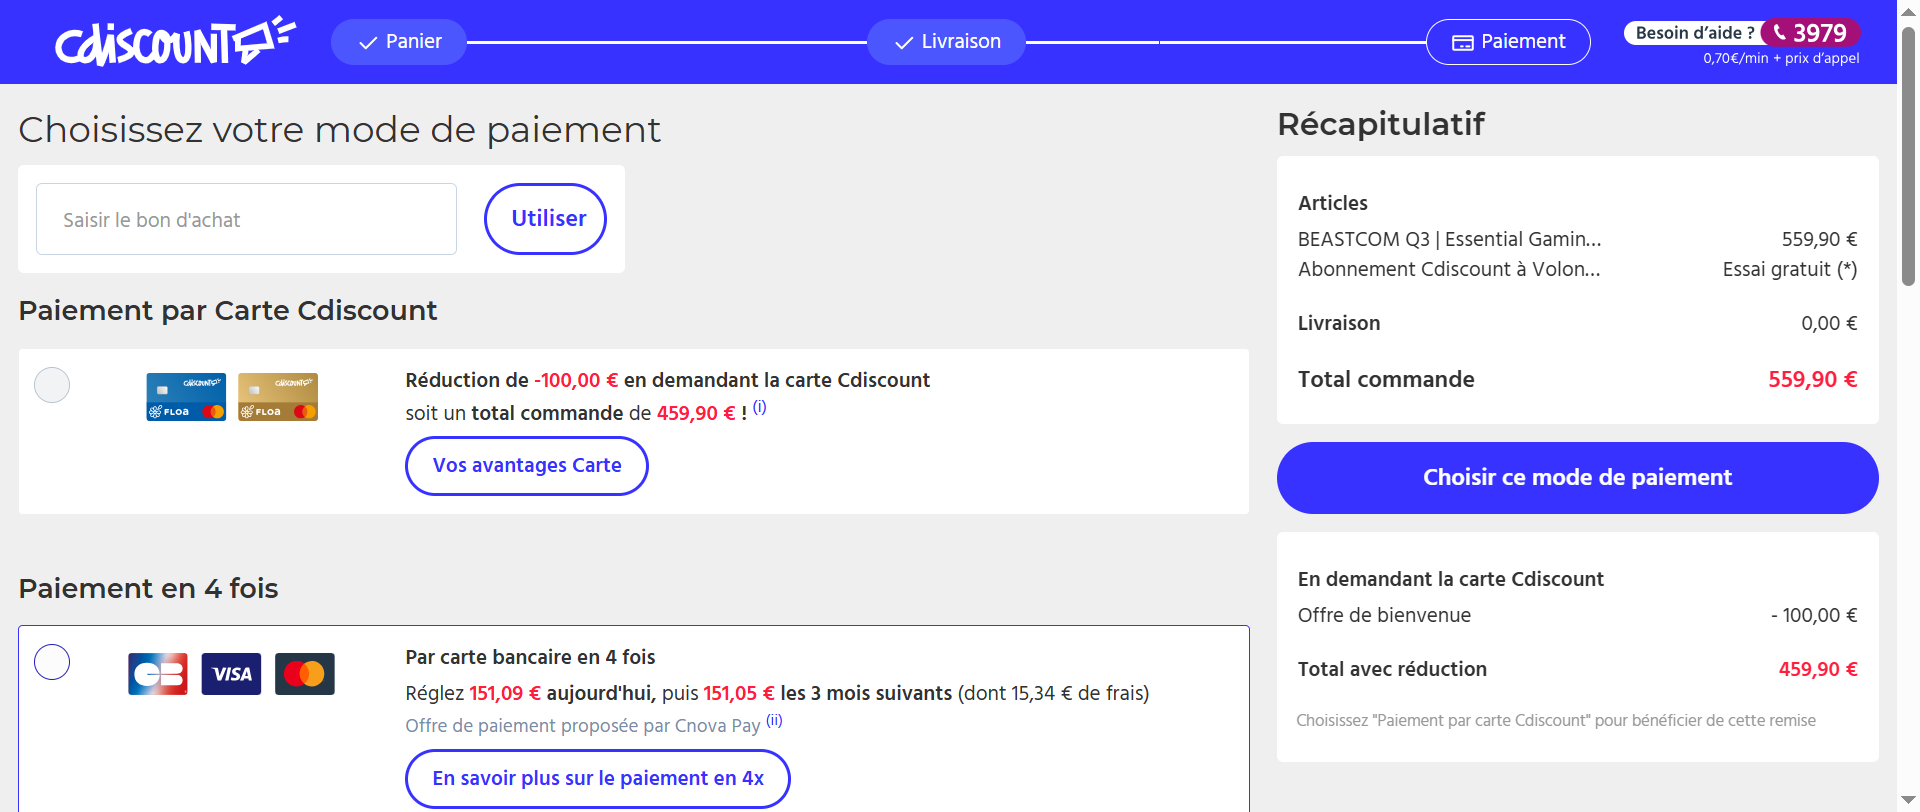 CDISCOUNT
Panier
Livraison
Paiement
Besoin d'aide ? 3979
0,70€/min + prix d'appel
Choisissez votre mode de paiement
Saisir le bon d'achat
Utiliser
Paiement par Carte Cdiscount
CDISCOUNT
FLOA
CDISCOUNT
FLOA
Réduction de -100,00 € en demandant la carte Cdiscount
soit un total commande de 459,90 € ! (i)
Vos avantages Carte
Paiement en 4 fois
CB
VISA
Par carte bancaire en 4 fois
Réglez 151,09 € aujourd'hui, puis 151,05 € les 3 mois suivants (dont 15,34 € de frais)
Offre de paiement proposée par Cnova Pay (ii)
En savoir plus sur le paiement en 4x
Récapitulatif
Articles
BEASTCOM Q3 | Essential Gamin... 559,90 €
Abonnement Cdiscount à Volon... Essai gratuit (*)
Livraison 0,00 €
Total commande 559,90 €
Choisir ce mode de paiement
En demandant la carte Cdiscount
Offre de bienvenue - 100,00 €
Total avec réduction 459,90 €
Choisissez "Paiement par carte Cdiscount" pour bénéficier de cette remise